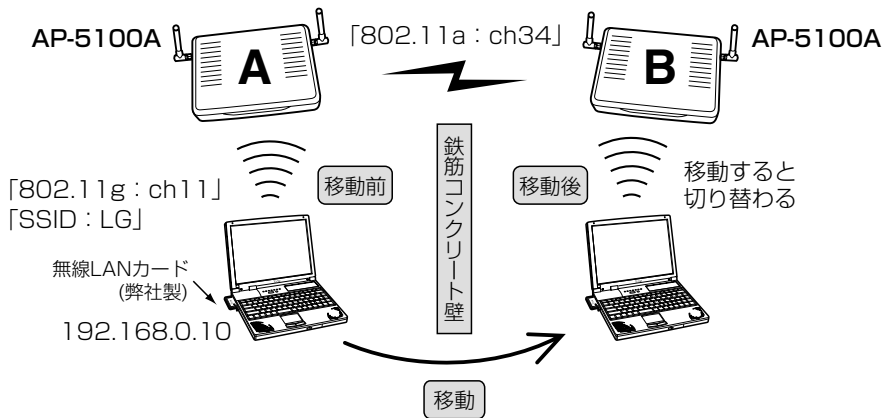 AP-5100A
A
「802.11a：ch34」
B
AP-5100A
「802.11g：ch11」
「SSID：LG」
移動前
鉄筋コンクリート壁
移動後
移動すると
切り替わる
無線LANカード
(弊社製)
192.168.0.10
移動